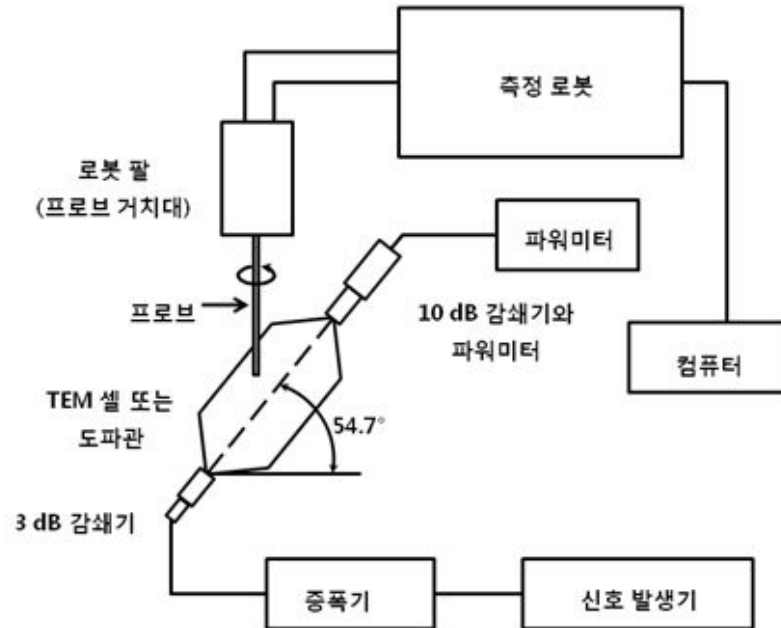 측정 로봇
로봇 팔
(프로브 거치대)
파워미터
프로브
10 dB 감쇄기와
파워미터
컴퓨터
TEM 셀 또는
도파관
54.7°
3 dB 감쇄기
증폭기
신호 발생기